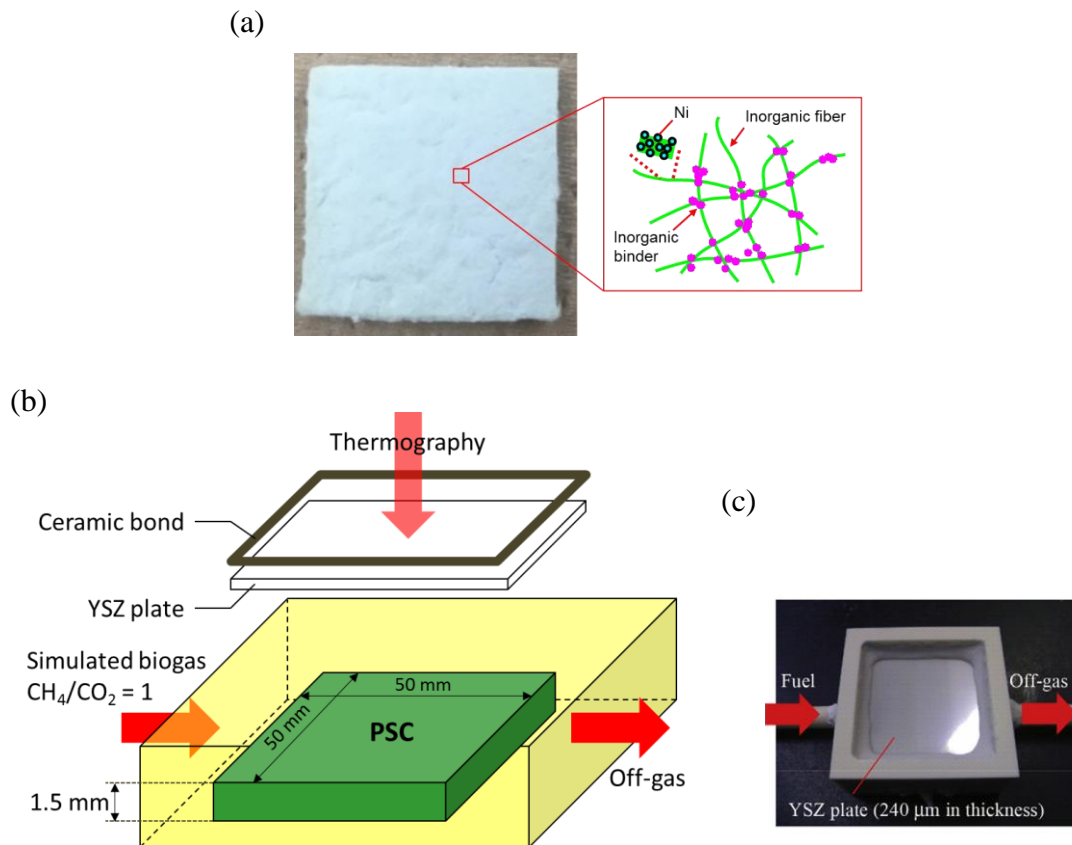 (a)
Ni
Inorganic fiber
Inorganic
binder
(b)
Thermography
Ceramic bond
YSZ plate
Simulated biogas
CH₄/CO₂ = 1
50 mm
50 mm
PSC
1.5 mm
Off-gas
(c)
Fuel
Off-gas
YSZ plate (240 μm in thickness)